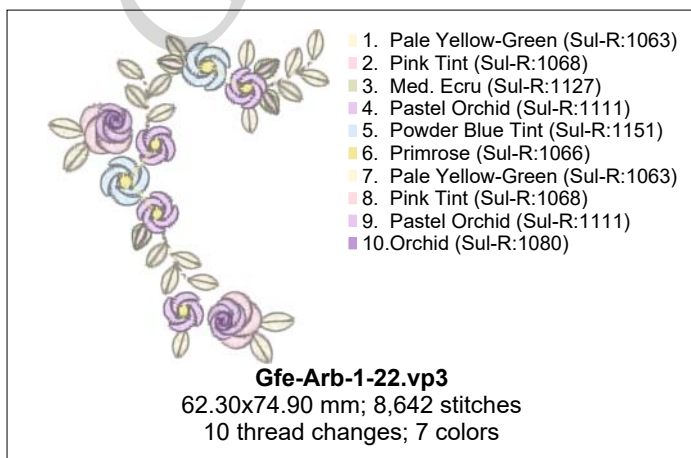 1. Pale Yellow-Green (Sul-R:1063)
2. Pink Tint (Sul-R:1068)
3. Med. Ecru (Sul-R:1127)
4. Pastel Orchid (Sul-R:1111)
5. Powder Blue Tint (Sul-R:1151)
6. Primrose (Sul-R:1066)
7. Pale Yellow-Green (Sul-R:1063)
8. Pink Tint (Sul-R:1068)
9. Pastel Orchid (Sul-R:1111)
10.Orchid (Sul-R:1080)
Gfe-Arb-1-22.vp3
62.30x74.90 mm; 8,642 stitches
10 thread changes; 7 colors